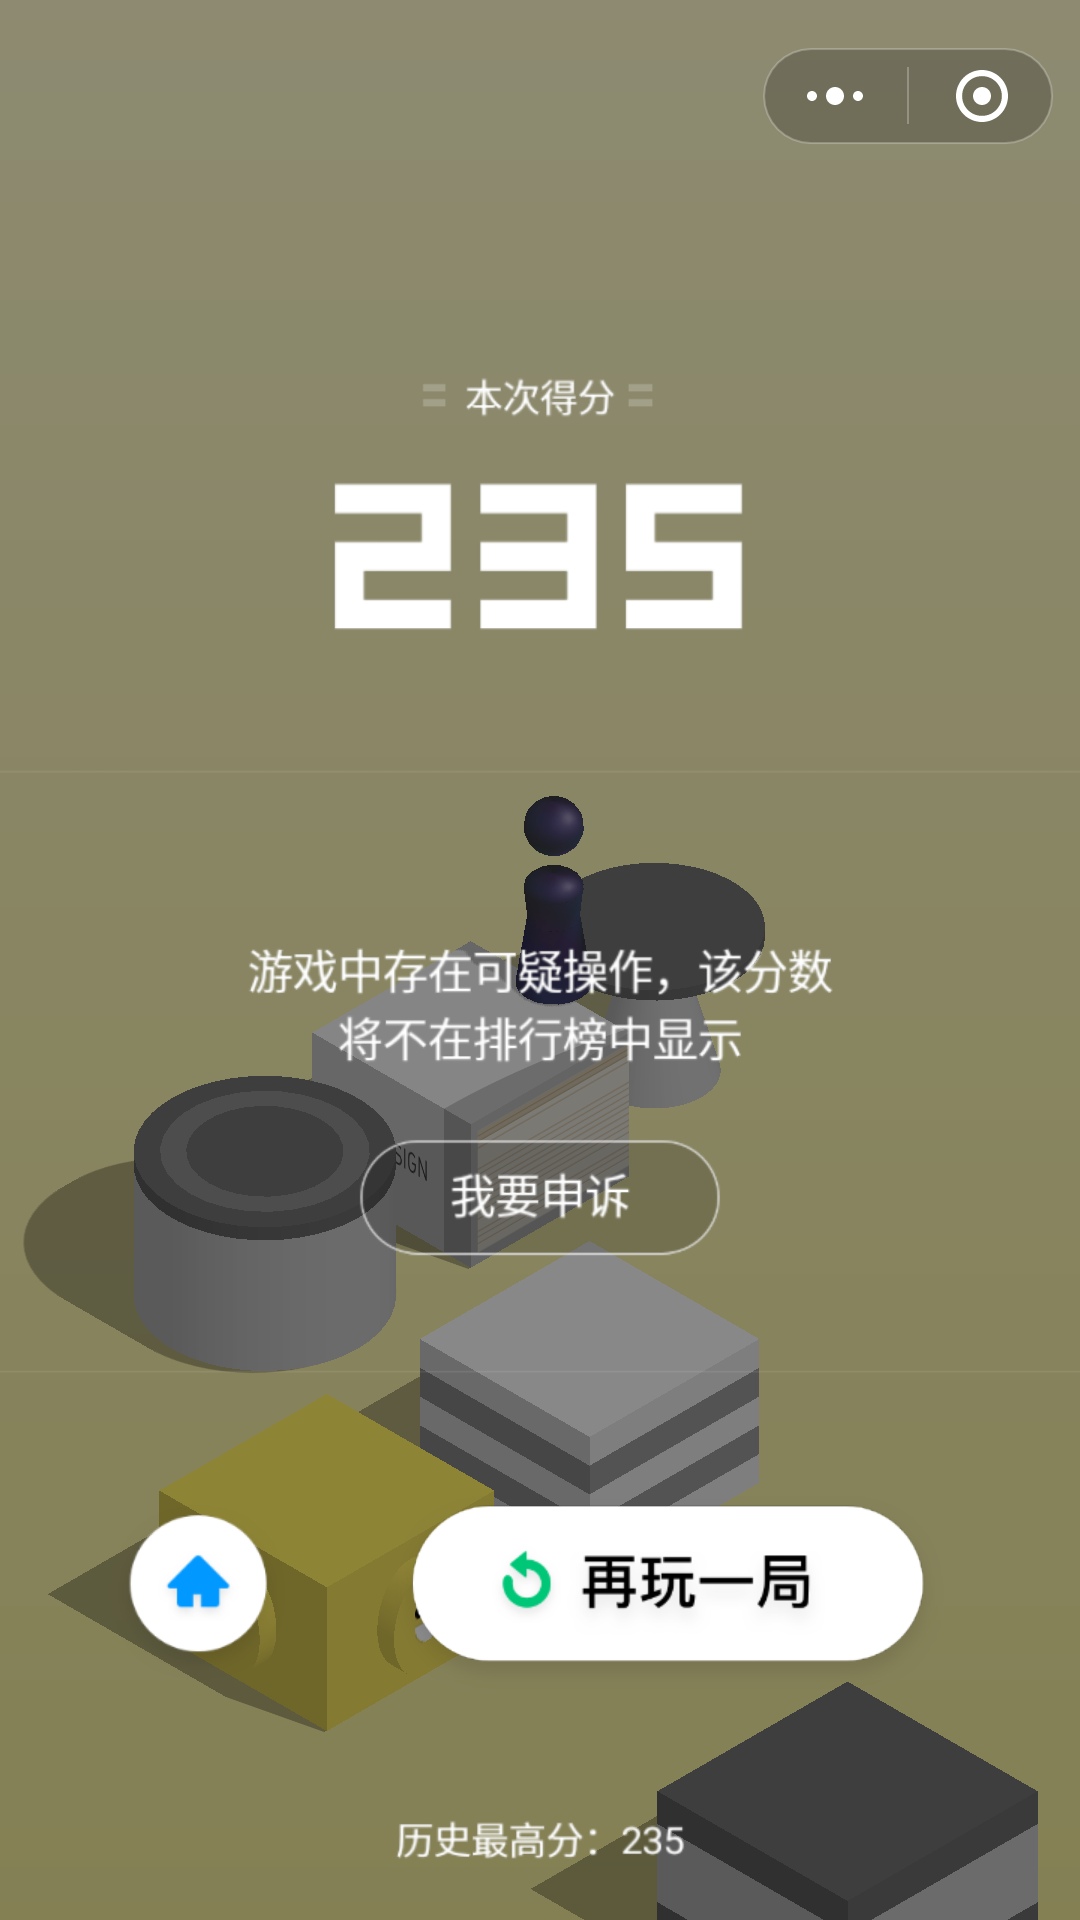 本次得分
235
游戏中存在可疑操作，该分数
将不在排行榜中显示
SIGN
我要申诉
再玩一局
历史最高分：235